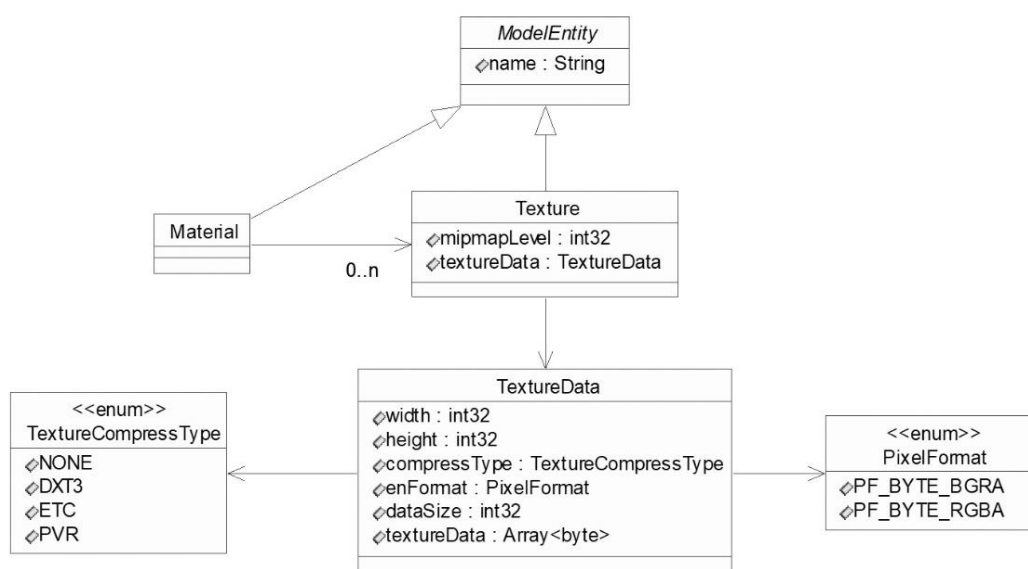 ModelEntity
name : String
Material
0..n
Texture
mipmapLevel : int32
textureData : TextureData
<<enum>>
TextureCompressType
NONE
DXT3
ETC
PVR
TextureData
width : int32
height : int32
compressType : TextureCompressType
enFormat : PixelFormat
dataSize : int32
textureData : Array<byte>
<<enum>>
PixelFormat
PF_BYTE_BGRA
PF_BYTE_RGBA